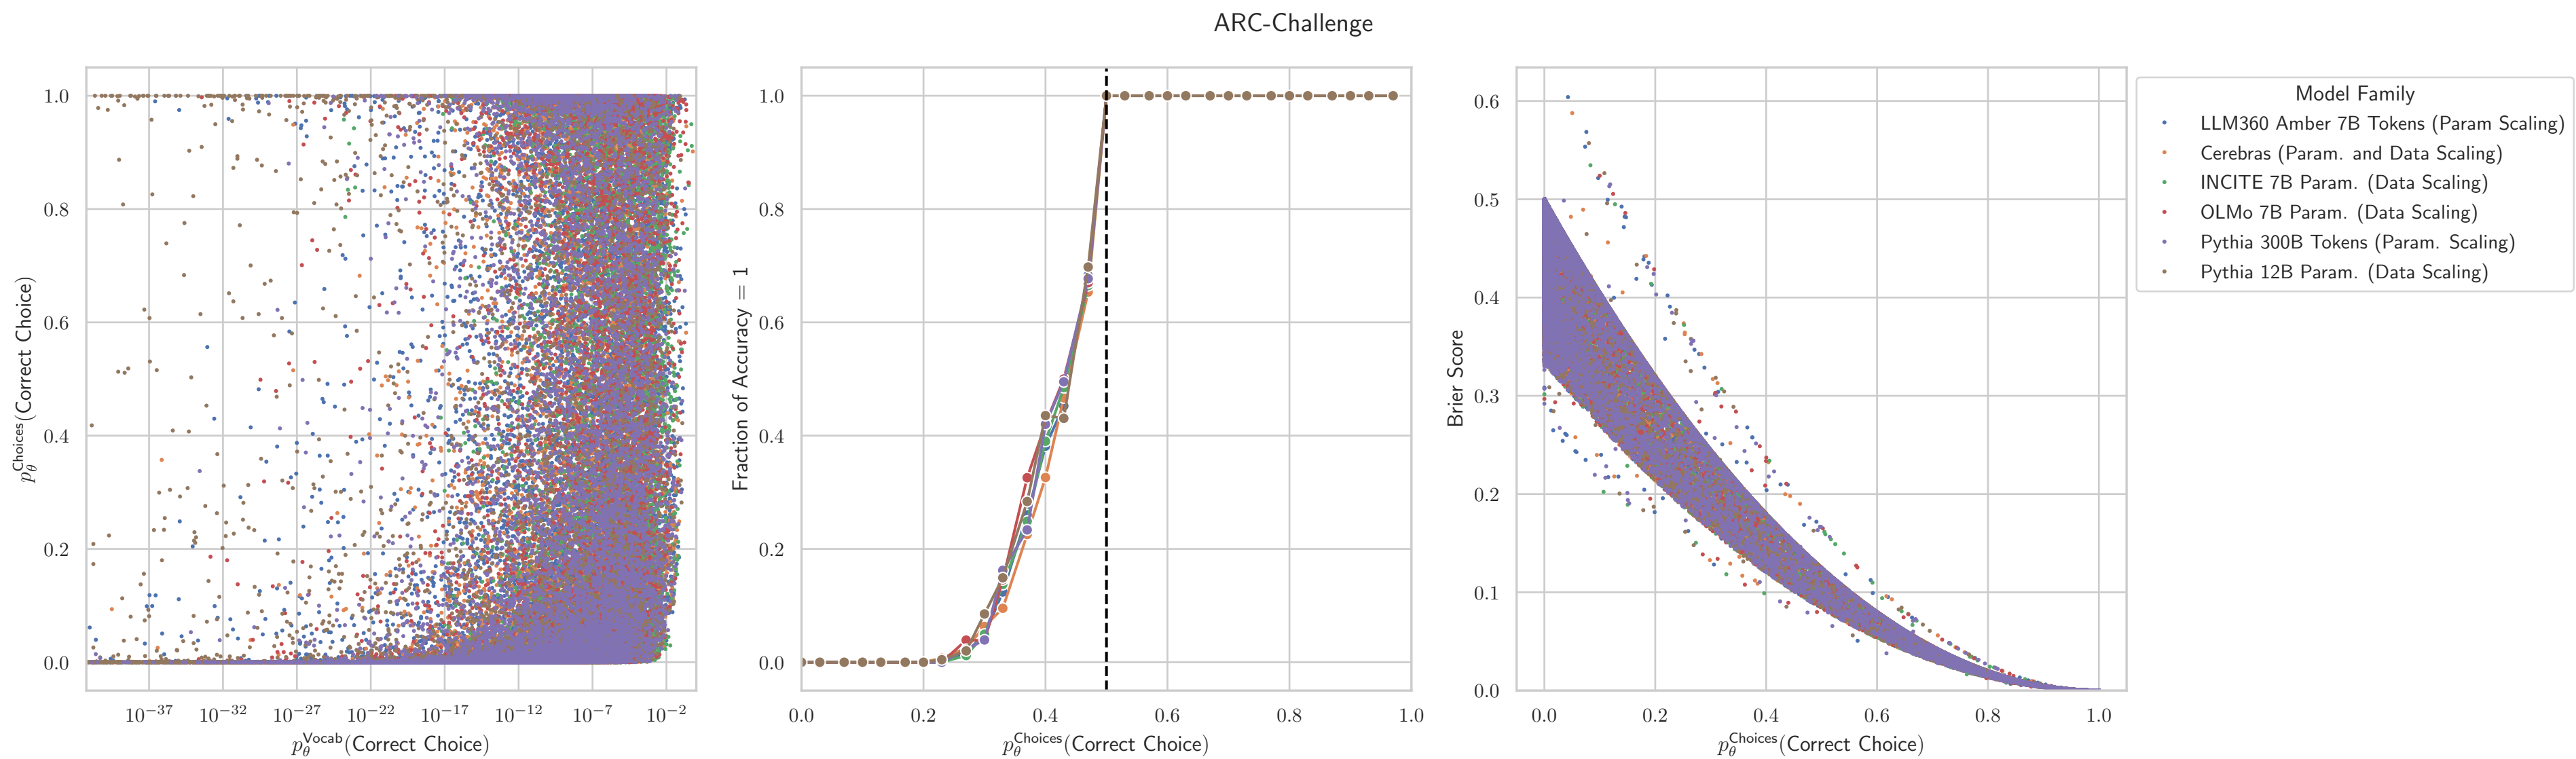 ARC-Challenge
1.0
0.8
0.6
0.4
0.2
0.0
p_θ^Choices(Correct Choice)
10^−37 10^−32 10^−27 10^−22 10^−17 10^−12 10^−7 10^−2
p_θ^Vocab(Correct Choice)
1.0
0.8
0.6
0.4
0.2
0.0
Fraction of Accuracy = 1
0.0 0.2 0.4 0.6 0.8 1.0
p_θ^Choices(Correct Choice)
0.6
0.5
0.4
0.3
0.2
0.1
0.0
Brier Score
0.0 0.2 0.4 0.6 0.8 1.0
p_θ^Choices(Correct Choice)
Model Family
LLM360 Amber 7B Tokens (Param Scaling)
Cerebras (Param. and Data Scaling)
INCITE 7B Param. (Data Scaling)
OLMo 7B Param. (Data Scaling)
Pythia 300B Tokens (Param. Scaling)
Pythia 12B Param. (Data Scaling)